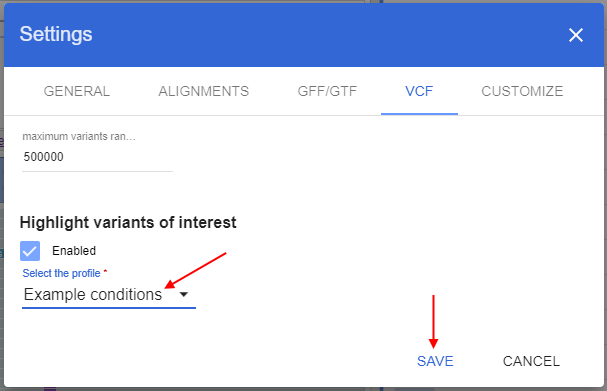 Settings
GENERAL ALIGNMENTS GFF/GTF VCF CUSTOMIZE
maximum variants ran...
500000
Highlight variants of interest
Enabled
Select the profile *
Example conditions
SAVE CANCEL